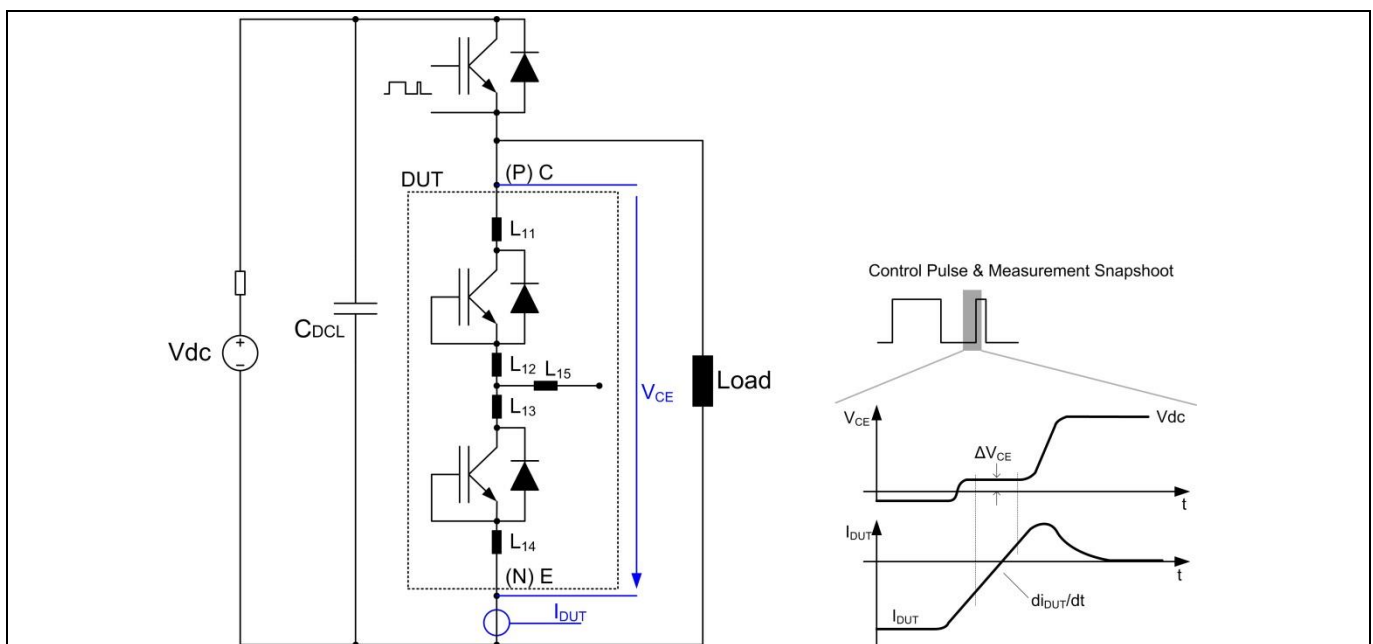 (P) C
DUT
L11
L12
L15
L13
L14
VCE
(N) E
IDUT
CDCL
Vdc
Load
Control Pulse & Measurement Snapshoot
VCE
Vdc
ΔVCE
t
IDUT
t
IDUT
diDUT/dt